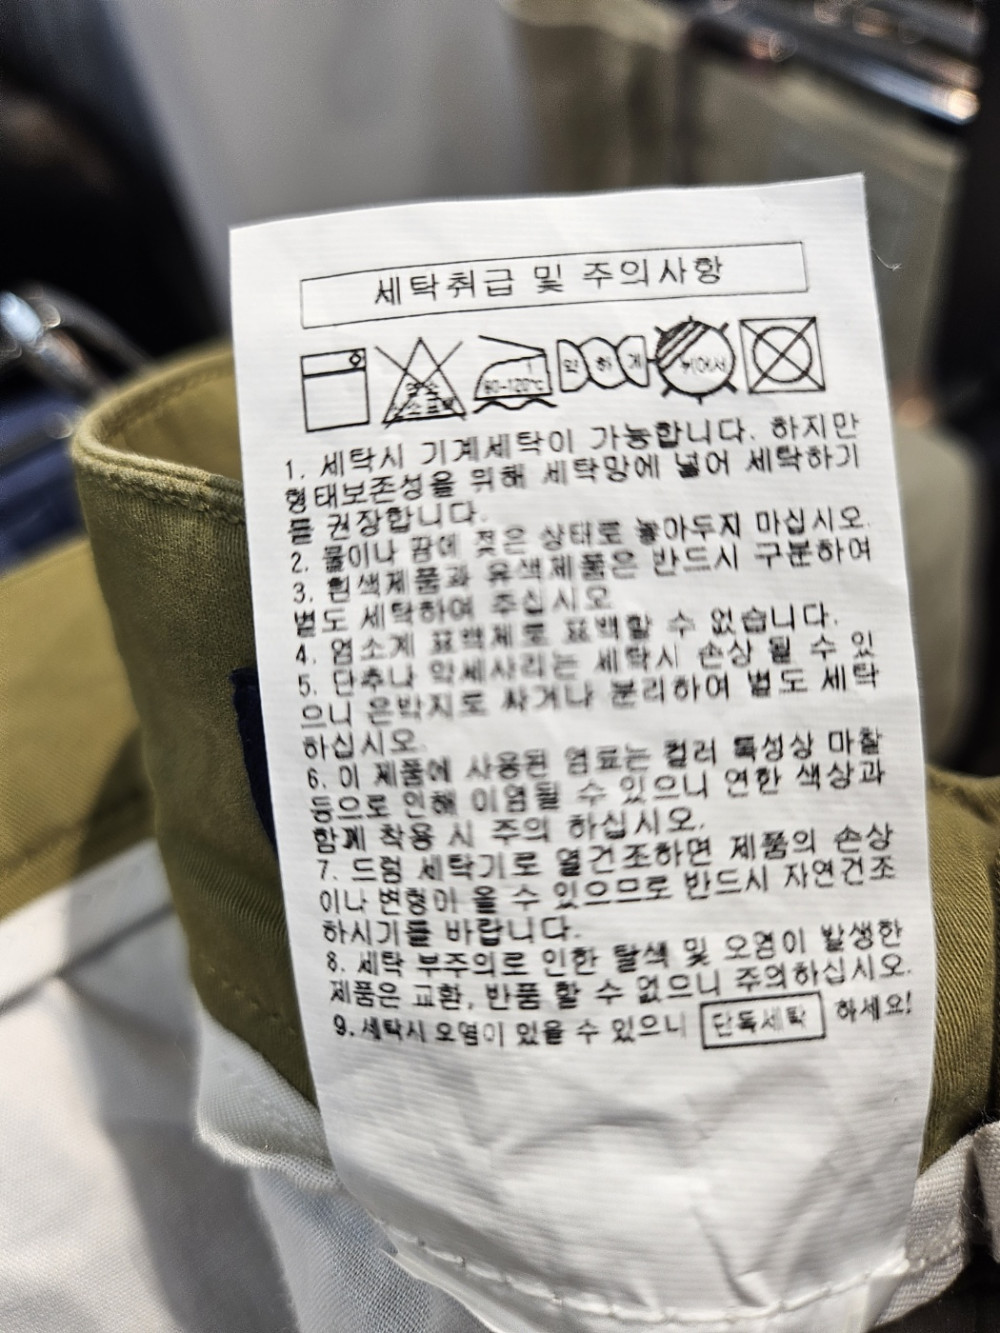 세탁취급 및 주의사항
염소
산소표백
1
80-120℃
약 하 게
뉘어서
1. 세탁시 기계세탁이 가능합니다. 하지만
형태보존성을 위해 세탁망에 넣어 세탁하기
를 권장합니다.
2. 물이나 땀에 젖은 상태로 놓아두지 마십시오.
3. 흰색제품과 유색제품은 반드시 구분하여
별도 세탁하여 주십시오
4. 염소계 표백제로 표백할 수 없습니다.
5. 단추나 악세사리는 세탁시 손상 될 수 있
으니 은박지로 싸거나 분리하여 별도 세탁
하십시오.
6. 이 제품에 사용된 염료는 컬러 특성상 마찰
등으로 인해 이염될 수 있으니 연한 색상과
함께 착용 시 주의 하십시오.
7. 드럼 세탁기로 열건조하면 제품의 손상
이나 변형이 올 수 있으므로 반드시 자연건조
하시기를 바랍니다.
8. 세탁 부주의로 인한 탈색 및 오염이 발생한
제품은 교환, 반품 할 수 없으니 주의하십시오.
9. 세탁시 오염이 있을 수 있으니 단독세탁 하세요!